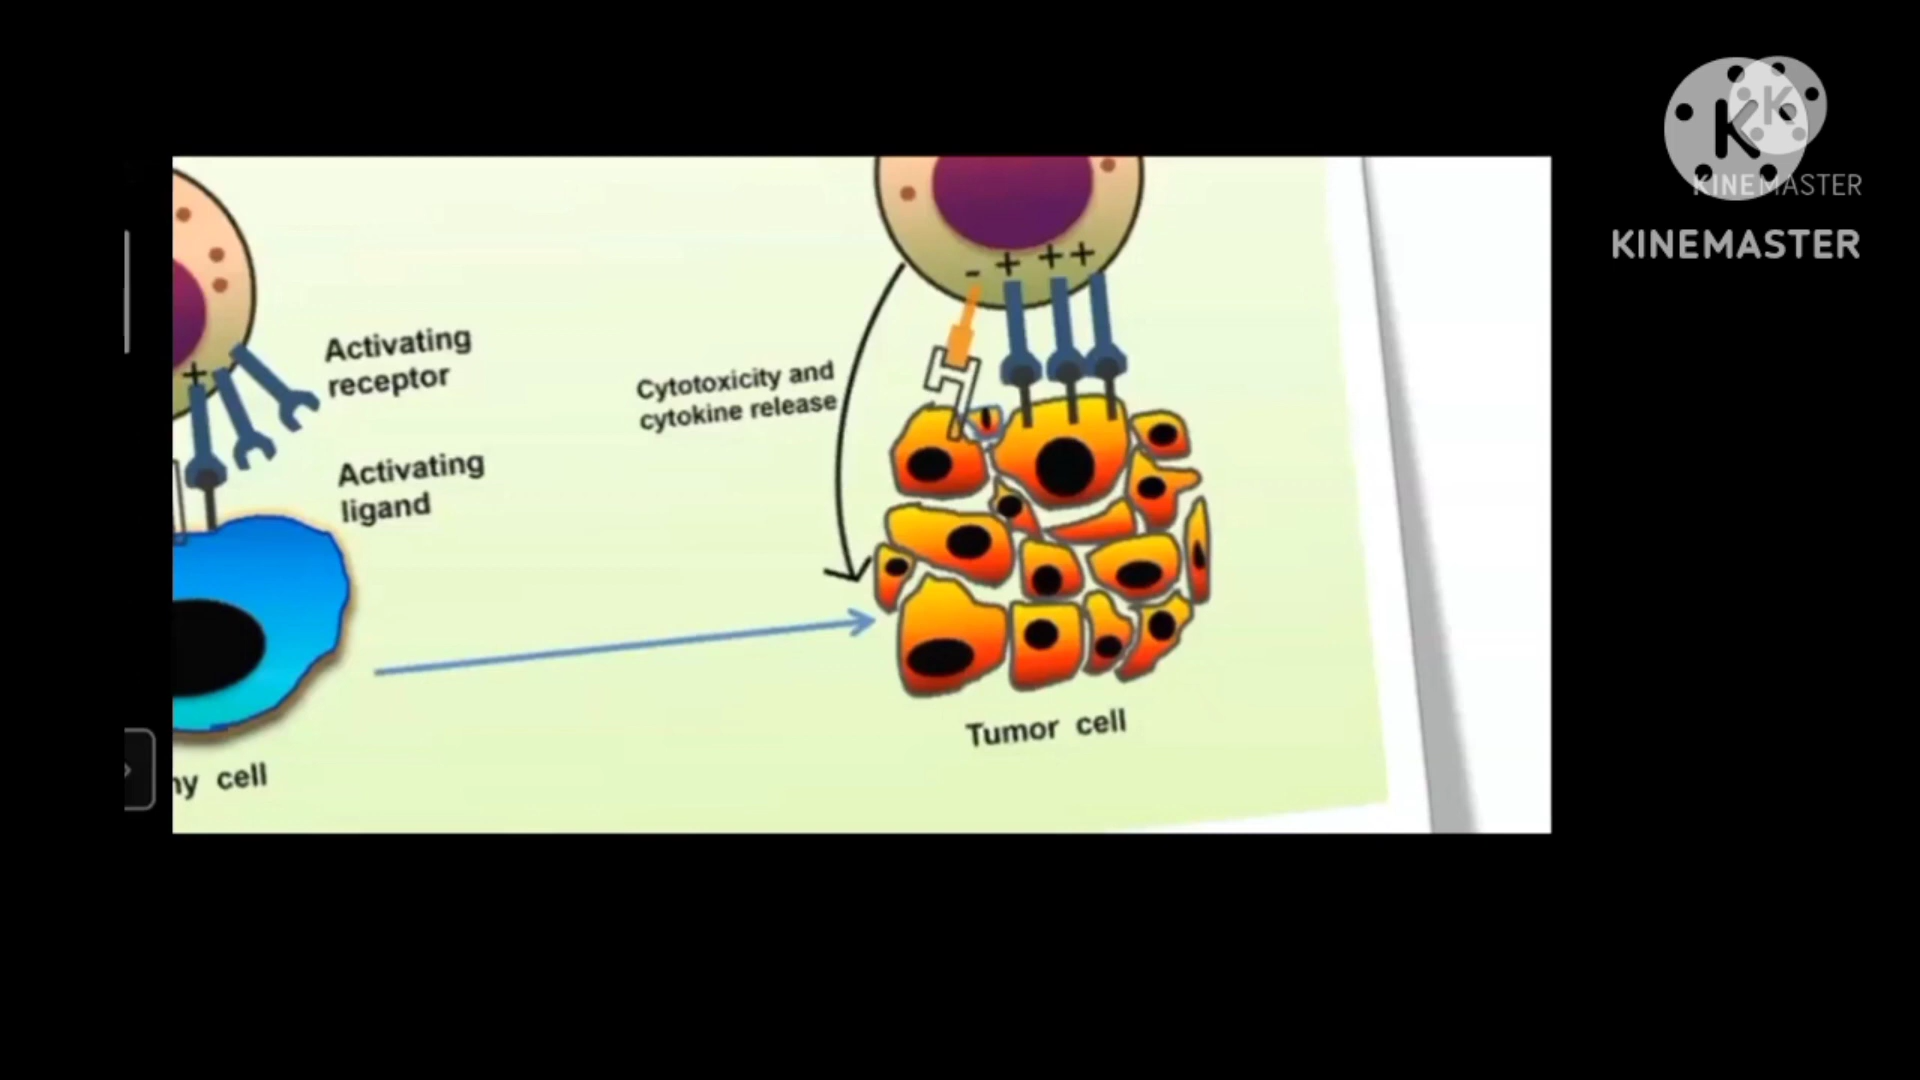 KINEMASTER
KINEMASTER
- + + +
+
Activating
receptor
Cytotoxicity and
cytokine release
Activating
ligand
Tumor cell
cell